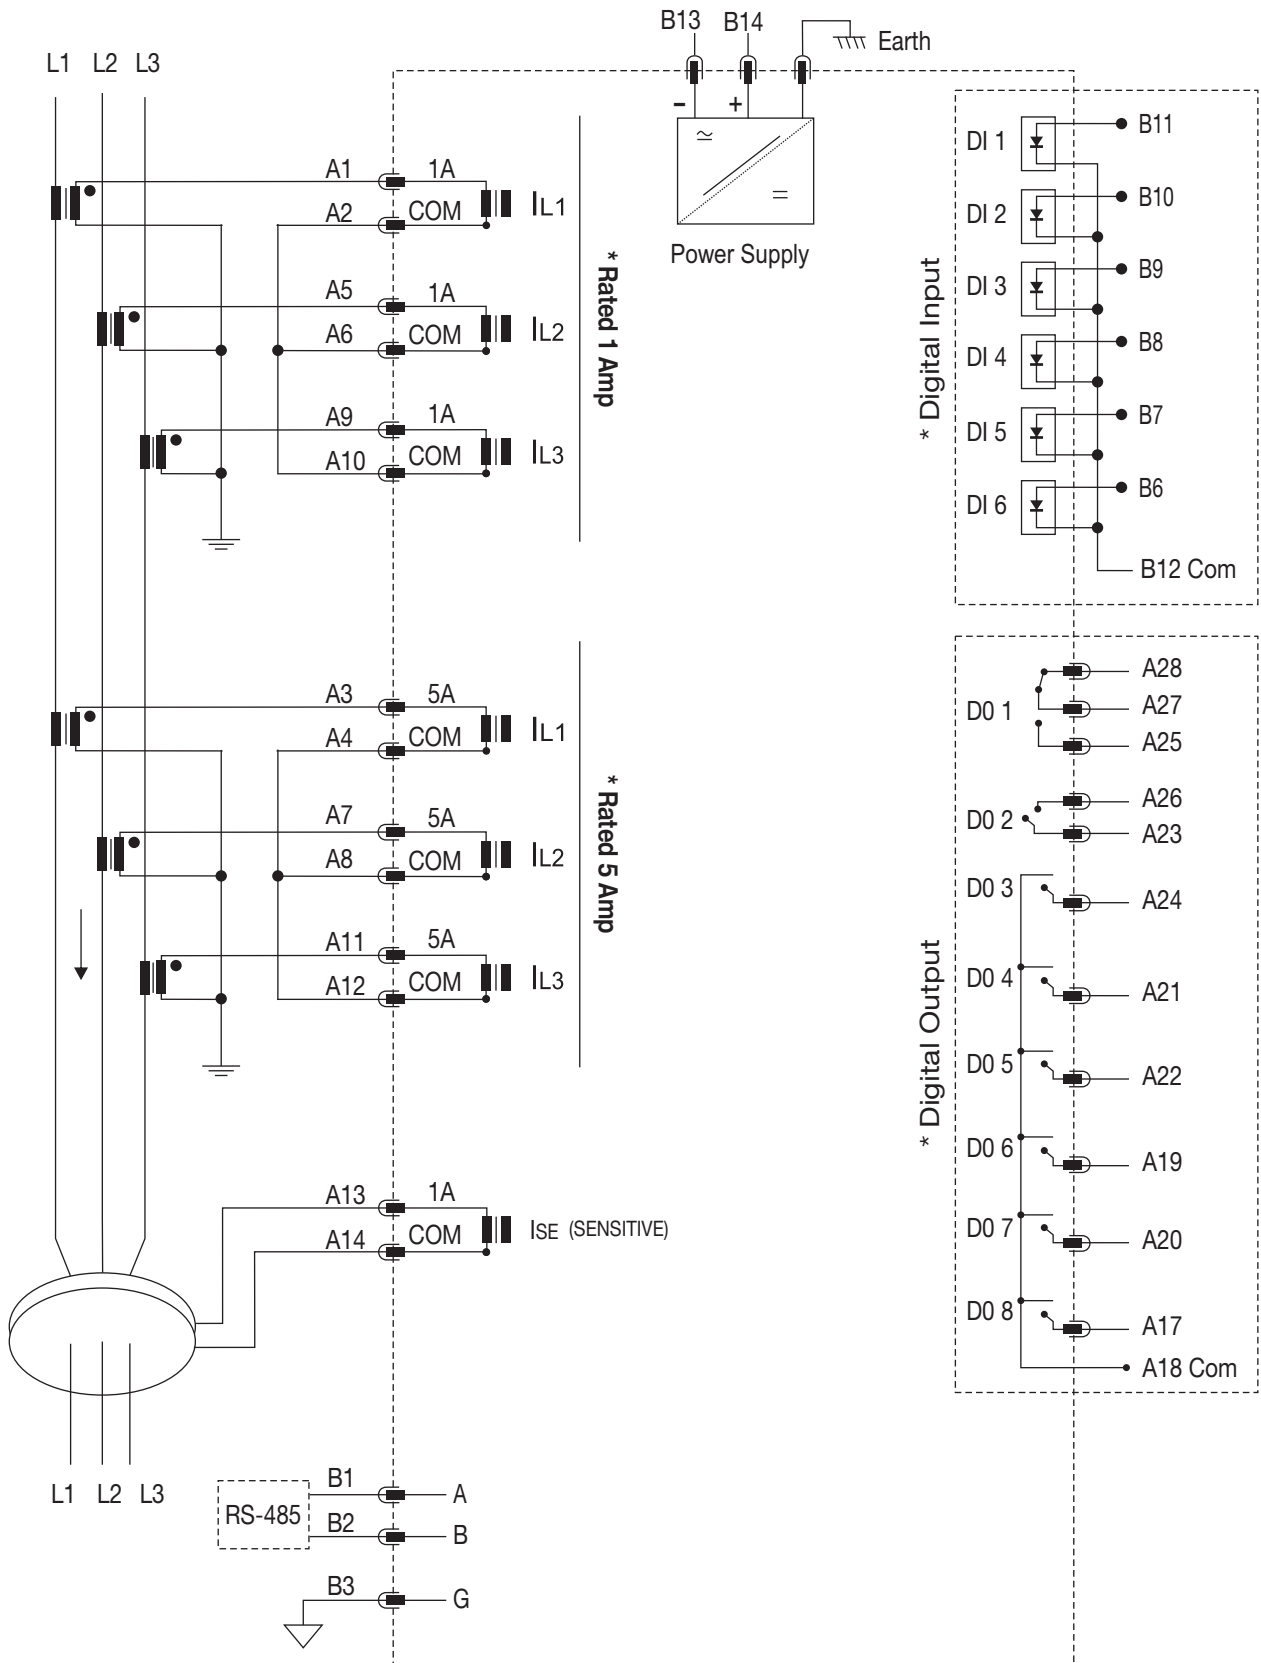 B13 B14
Earth
L1 L2 L3
− +
Power Supply
A1 1A
A2 COM
IL1
A5 1A
A6 COM
IL2
A9 1A
A10 COM
IL3
* Rated 1 Amp
A3 5A
A4 COM
IL1
A7 5A
A8 COM
IL2
A11 5A
A12 COM
IL3
* Rated 5 Amp
A13 1A
A14 COM
ISE (SENSITIVE)
L1 L2 L3
RS-485
B1 A
B2 B
B3 G
* Digital Input
DI 1 B11
DI 2 B10
DI 3 B9
DI 4 B8
DI 5 B7
DI 6 B6
B12 Com
* Digital Output
D0 1
A28
A27
A25
D0 2
A26
A23
D0 3 A24
D0 4 A21
D0 5 A22
D0 6 A19
D0 7 A20
D0 8 A17
A18 Com